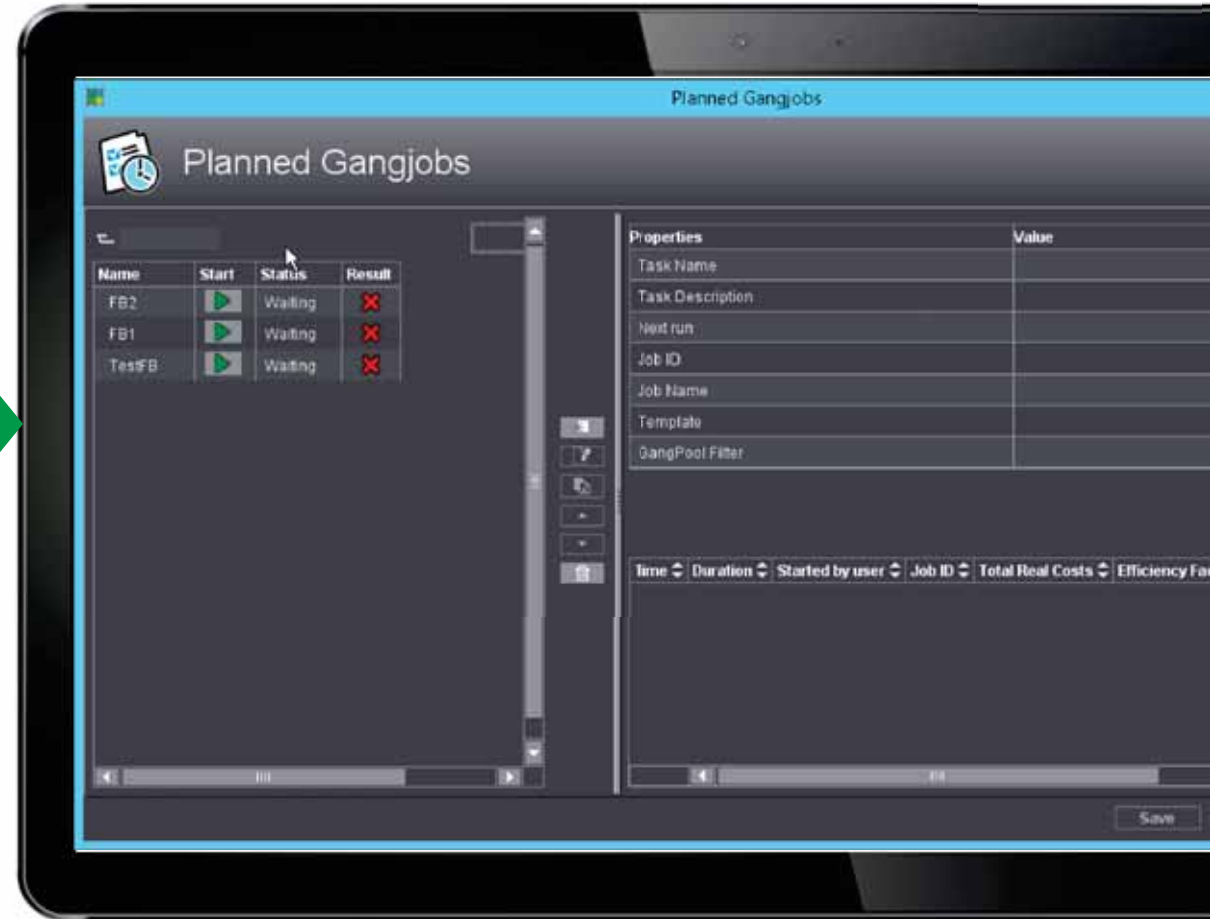 Planned Gangjobs
Planned Gangjobs
Name Start Status Result
FB2 Waiting
FB1 Waiting
TestFB Waiting
Properties Value
Task Name
Task Description
Next run
Job ID
Job Name
Template
GangPool Filter
Time Duration Started by user Job ID Total Real Costs Efficiency Fac
Save